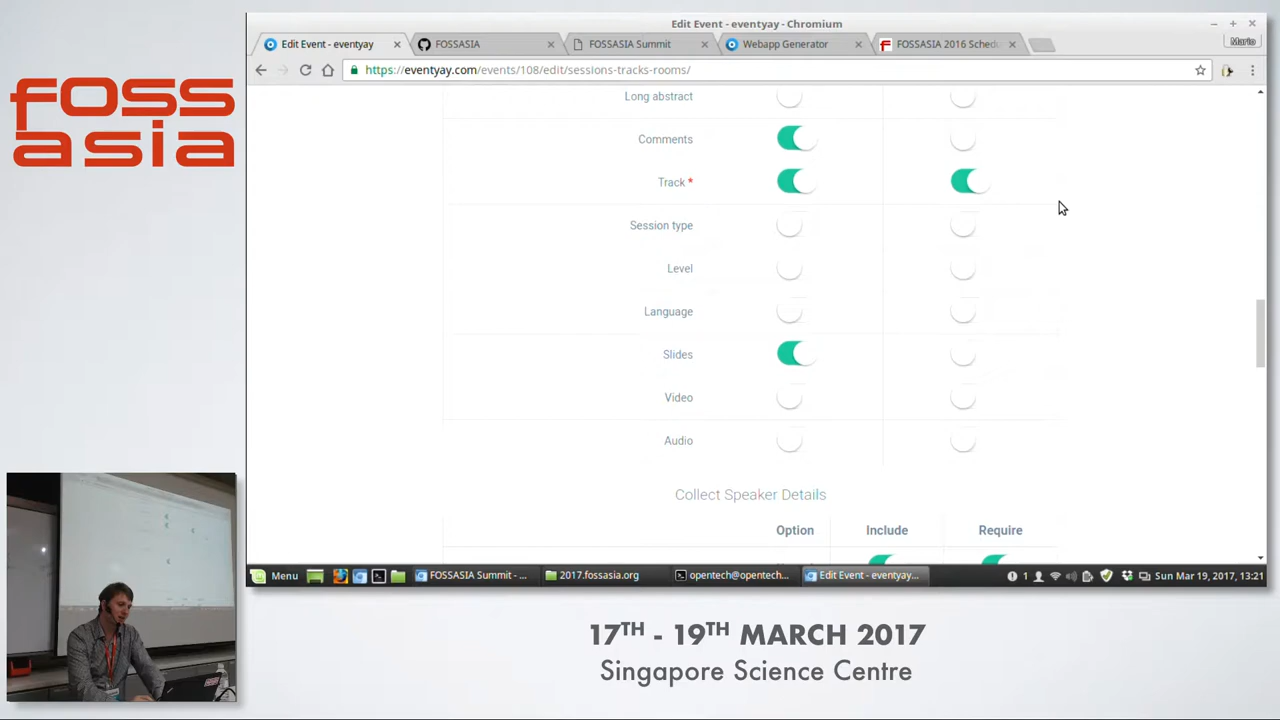 foss
asia
Edit Event - eventyay - Chromium
Edit Event - eventyay
FOSSASIA
FOSSASIA Summit
Webapp Generator
FOSSASIA 2016 Schedu
Mario
https://eventyay.com/events/108/edit/sessions-tracks-rooms/
Long abstract
Comments
Track *
Session type
Level
Language
Slides
Video
Audio
Collect Speaker Details
Option Include Require
Menu
FOSSASIA Summit - ...
2017.fossasia.org
opentech@opentech...
Edit Event - eventyay...
1
Sun Mar 19, 2017, 13:21
17TH - 19TH MARCH 2017
Singapore Science Centre